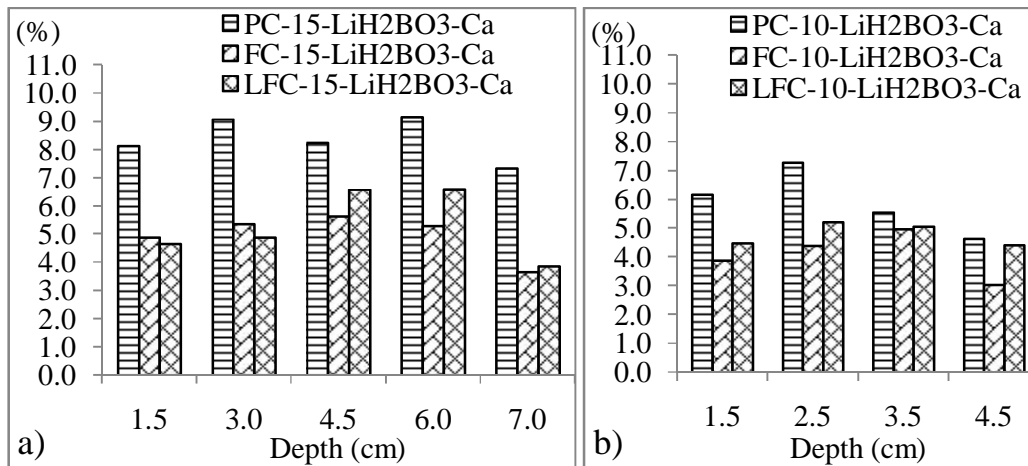 (%)
PC-15-LiH2BO3-Ca
FC-15-LiH2BO3-Ca
LFC-15-LiH2BO3-Ca
11.0
10.0
9.0
8.0
7.0
6.0
5.0
4.0
3.0
2.0
1.0
0.0
1.5 3.0 4.5 6.0 7.0
a) Depth (cm)
(%)
PC-10-LiH2BO3-Ca
FC-10-LiH2BO3-Ca
LFC-10-LiH2BO3-Ca
11.0
10.0
9.0
8.0
7.0
6.0
5.0
4.0
3.0
2.0
1.0
0.0
1.5 2.5 3.5 4.5
b) Depth (cm)